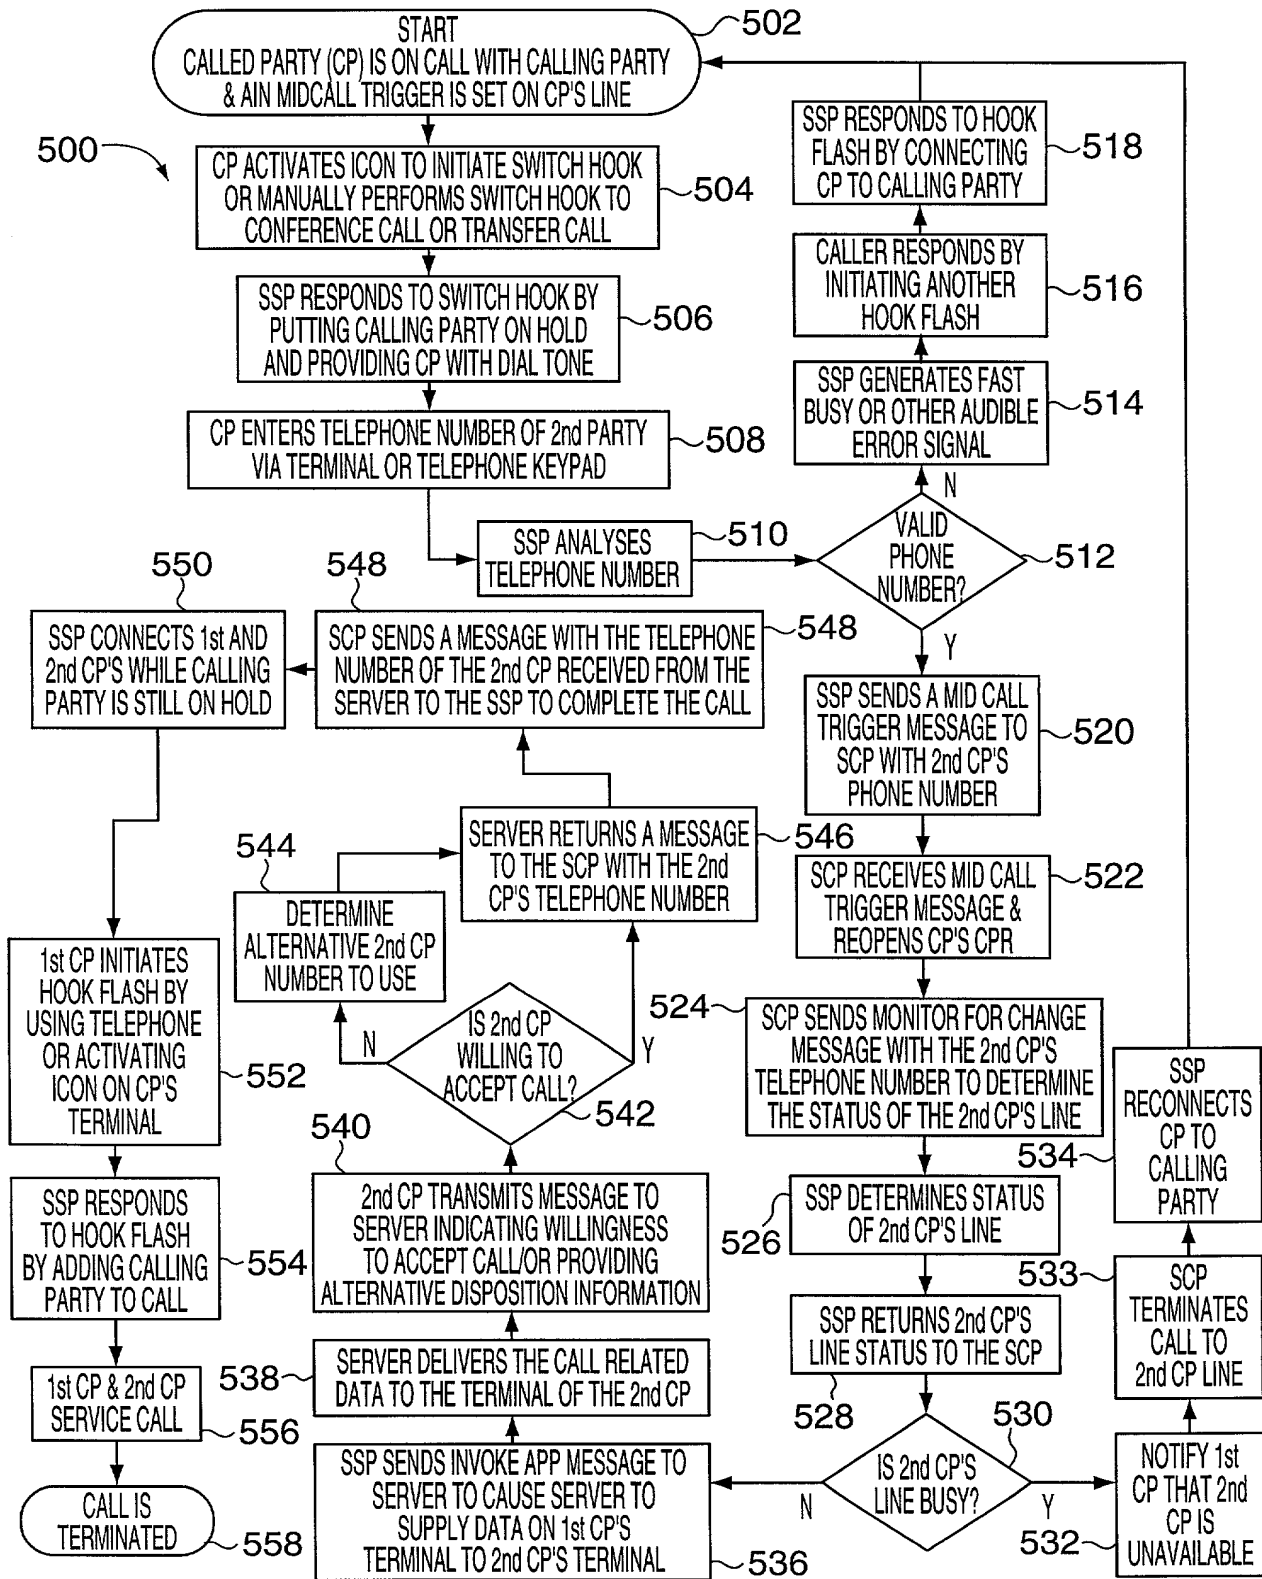 START
CALLED PARTY (CP) IS ON CALL WITH CALLING PARTY
& AIN MIDCALL TRIGGER IS SET ON CP'S LINE
502
500
CP ACTIVATES ICON TO INITIATE SWITCH HOOK
OR MANUALLY PERFORMS SWITCH HOOK TO
CONFERENCE CALL OR TRANSFER CALL
504
SSP RESPONDS TO SWITCH HOOK BY
PUTTING CALLING PARTY ON HOLD
AND PROVIDING CP WITH DIAL TONE
506
CP ENTERS TELEPHONE NUMBER OF 2nd PARTY
VIA TERMINAL OR TELEPHONE KEYPAD
508
SSP ANALYSES
TELEPHONE NUMBER
510
VALID
PHONE
NUMBER?
512
N
SSP GENERATES FAST
BUSY OR OTHER AUDIBLE
ERROR SIGNAL
514
CALLER RESPONDS BY
INITIATING ANOTHER
HOOK FLASH
516
SSP RESPONDS TO HOOK
FLASH BY CONNECTING
CP TO CALLING PARTY
518
Y
SSP SENDS A MID CALL
TRIGGER MESSAGE TO
SCP WITH 2nd CP'S
PHONE NUMBER
520
SCP RECEIVES MID CALL
TRIGGER MESSAGE &
REOPENS CP'S CPR
522
SCP SENDS MONITOR FOR CHANGE
MESSAGE WITH THE 2nd CP'S
TELEPHONE NUMBER TO DETERMINE
THE STATUS OF THE 2nd CP'S LINE
524
SSP DETERMINES STATUS
OF 2nd CP'S LINE
526
SSP RETURNS 2nd CP'S
LINE STATUS TO THE SCP
528
IS 2nd CP'S
LINE BUSY?
530
Y
NOTIFY 1st
CP THAT 2nd
CP IS
UNAVAILABLE
532
SCP
TERMINATES
CALL TO
2nd CP LINE
533
SSP
RECONNECTS
CP TO
CALLING
PARTY
534
N
SSP SENDS INVOKE APP MESSAGE TO
SERVER TO CAUSE SERVER TO
SUPPLY DATA ON 1st CP'S
TERMINAL TO 2nd CP'S TERMINAL
536
SERVER DELIVERS THE CALL RELATED
DATA TO THE TERMINAL OF THE 2nd CP
538
2nd CP TRANSMITS MESSAGE TO
SERVER INDICATING WILLINGNESS
TO ACCEPT CALL/OR PROVIDING
ALTERNATIVE DISPOSITION INFORMATION
540
IS 2nd CP
WILLING TO
ACCEPT CALL?
542
N
Y
DETERMINE
ALTERNATIVE 2nd CP
NUMBER TO USE
544
SERVER RETURNS A MESSAGE
TO THE SCP WITH THE 2nd
CP'S TELEPHONE NUMBER
546
548
SCP SENDS A MESSAGE WITH THE TELEPHONE
NUMBER OF THE 2nd CP RECEIVED FROM THE
SERVER TO THE SSP TO COMPLETE THE CALL
548
550
SSP CONNECTS 1st AND
2nd CP'S WHILE CALLING
PARTY IS STILL ON HOLD
1st CP INITIATES
HOOK FLASH BY
USING TELEPHONE
OR ACTIVATING
ICON ON CP'S
TERMINAL
552
SSP RESPONDS
TO HOOK FLASH
BY ADDING CALLING
PARTY TO CALL
554
1st CP & 2nd CP
SERVICE CALL
556
CALL IS
TERMINATED
558